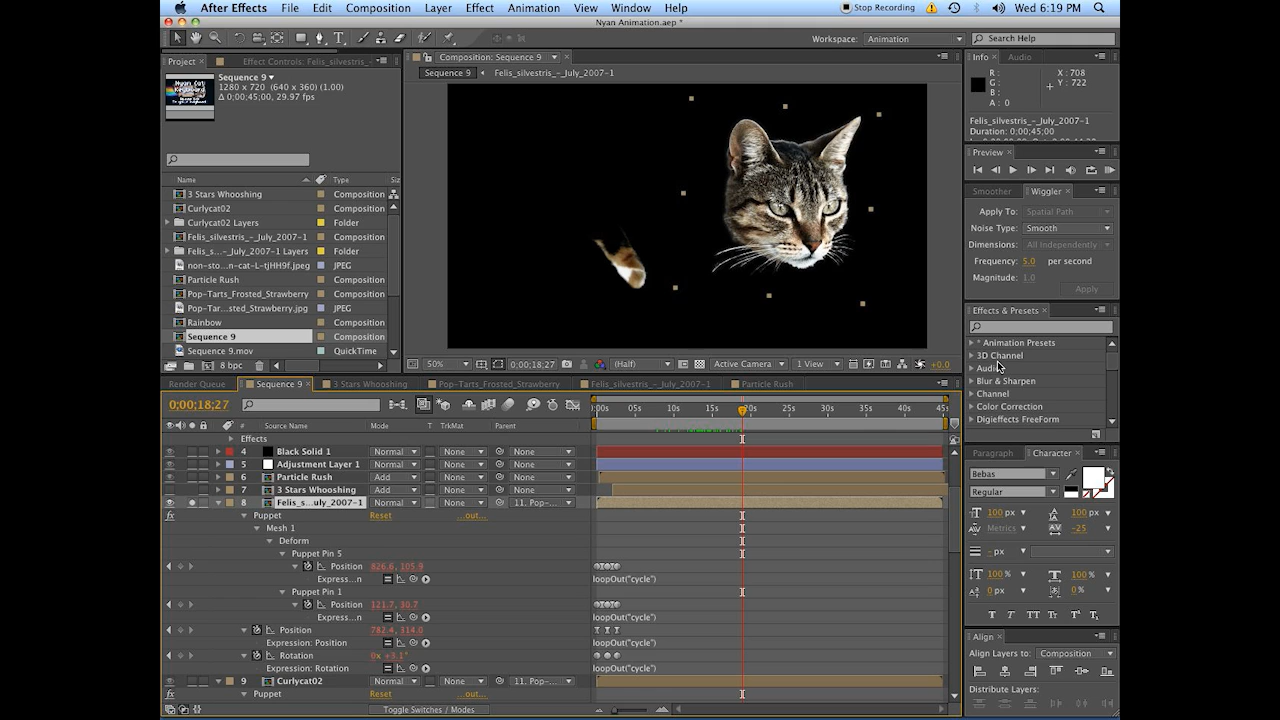 After Effects File Edit Composition Layer Effect Animation View Window Help Stop Recording Wed 6:19 PM
Nyan Animation.aep *
Workspace: Animation Search Help
Project Effect Controls: Felis_silvestris_-
Composition: Sequence 9
Info Audio
Sequence 9
1280 x 720 (640 x 360) (1.00)
Δ 0;00;45;00, 29.97 fps
Nyan Cat
Keyboard
Sequence 9 Felis_silvestris_-_July_2007-1
R :
G :
B :
A : 0
X : 708
Y : 722
Felis_silvestris_-_July_2007-1
Duration: 0;00;45;00
Preview
Name Type Siz
3 Stars Whooshing Composition
Curlycat02 Composition
Curlycat02 Layers Folder
Felis_silvestris_-_July_2007-1 Composition
Felis_s...-_July_2007-1 Layers Folder
non-sto...n-cat-L-tjHH9f.jpeg JPEG
Particle Rush Composition
Pop-Tarts_Frosted_Strawberry Composition
Pop-Tar...sted_Strawberry.jpg JPEG
Rainbow Composition
Sequence 9 Composition
Sequence 9.mov QuickTime
8 bpc
Smoother Wiggler
Apply To: Spatial Path
Noise Type: Smooth
Dimensions: All Independently
Frequency: 5.0 per second
Magnitude: 1.0
Apply
Effects & Presets
* Animation Presets
3D Channel
Audio
Blur & Sharpen
Channel
Color Correction
Digieffects FreeForm
50% 0;00;18;27 (Half) Active Camera 1 View +0.0
Render Queue Sequence 9 3 Stars Whooshing Pop-Tarts_Frosted_Strawberry Felis_silvestris_-_July_2007-1 Particle Rush
0;00;18;27
:00s 05s 10s 15s 20s 25s 30s 35s 40s 45s
# Source Name Mode T TrkMat Parent
Effects
4 Black Solid 1 Normal None None
5 Adjustment Layer 1 Normal None None
6 Particle Rush Add None None
7 3 Stars Whooshing Add None None
8 Felis_s...uly_2007-1 Normal None 11. Pop-...
Puppet Reset ...out...
Mesh 1
Deform
Puppet Pin 5
Position 826.6, 105.9
Express...n loopOut("cycle")
Puppet Pin 1
Position 121.7, 30.7
Express...n loopOut("cycle")
Position 782.4, 314.0
Expression: Position loopOut("cycle")
Rotation 0x +3.1°
Expression: Rotation loopOut("cycle")
9 Curlycat02 Normal None 11. Pop-...
Puppet Reset ...out...
Toggle Switches / Modes
Paragraph Character
Bebas
Regular
100 px 100 px
Metrics -25
- px
100% 100%
0 px 0%
T T TT Tr T¹ T₁
Align
Align Layers to: Composition
Distribute Layers: